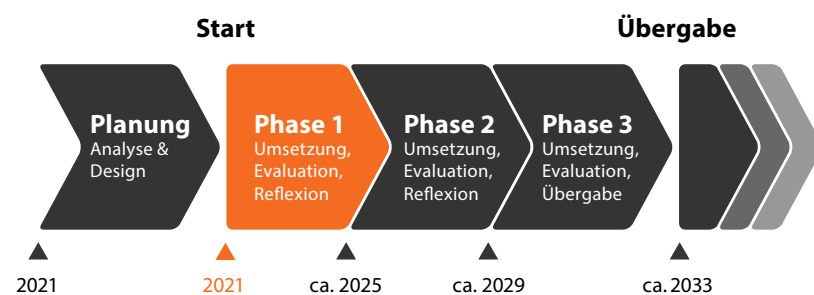 Start
Übergabe
Planung
Analyse &
Design
Phase 1
Umsetzung,
Evaluation,
Reflexion
Phase 2
Umsetzung,
Evaluation,
Reflexion
Phase 3
Umsetzung,
Evaluation,
Übergabe
2021
2021
ca. 2025
ca. 2029
ca. 2033